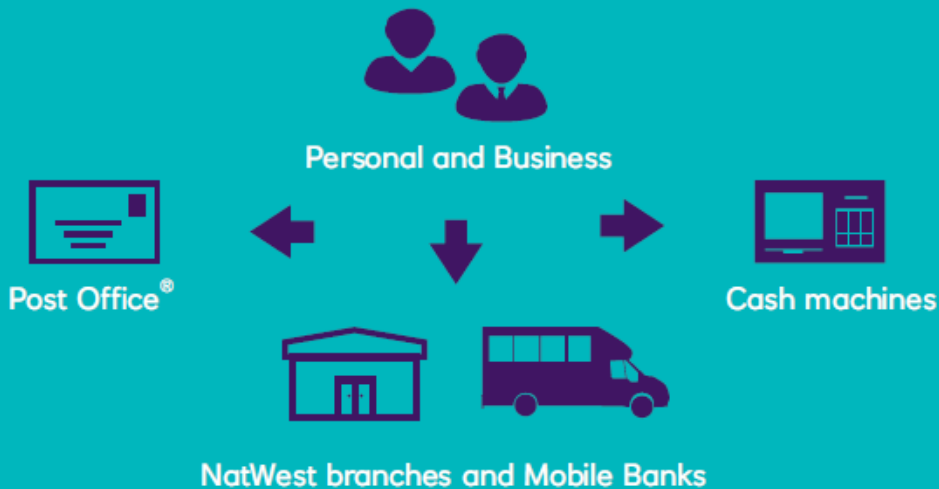 Personal and Business
Post Office®
Cash machines
NatWest branches and Mobile Banks